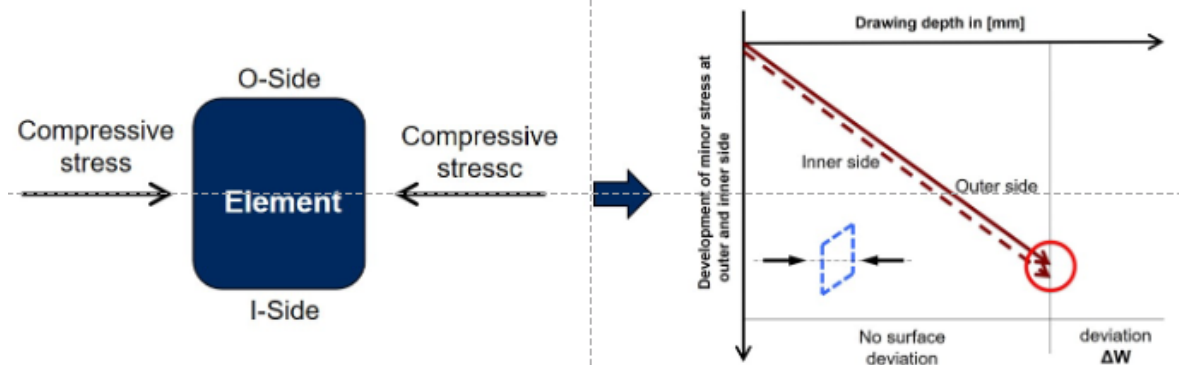 O-Side
Compressive
stress
Compressive
stressc
Element
I-Side
Drawing depth in [mm]
Development of minor stress at
outer and inner side
Inner side
Outer side
No surface
deviation
deviation
ΔW